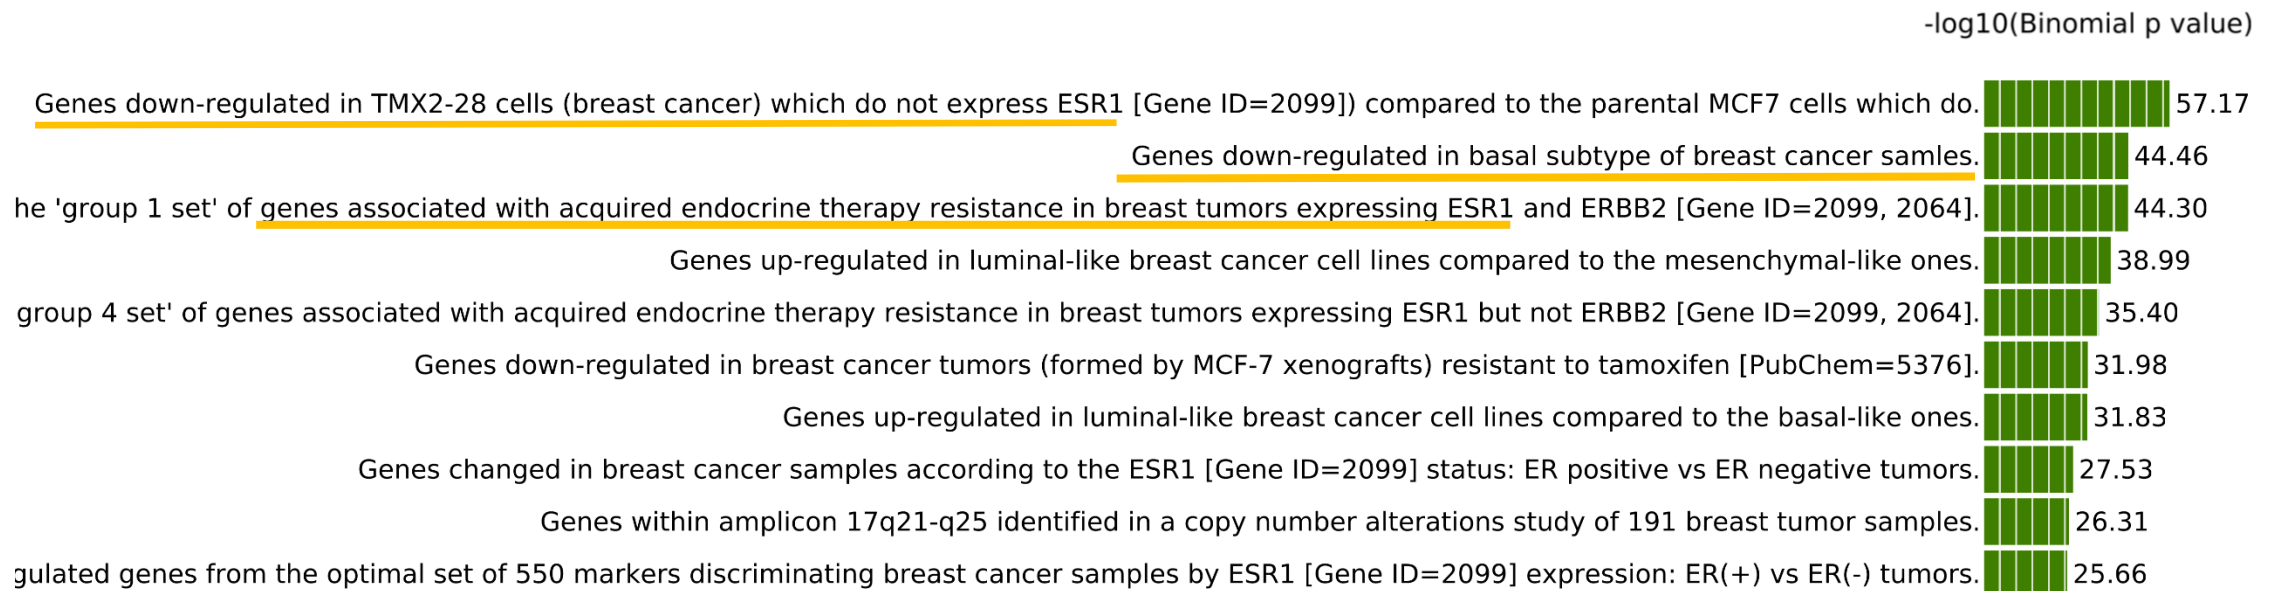 -log10(Binomial p value)
Genes down-regulated in TMX2-28 cells (breast cancer) which do not express ESR1 [Gene ID=2099]) compared to the parental MCF7 cells which do. 57.17
Genes down-regulated in basal subtype of breast cancer samles. 44.46
he 'group 1 set' of genes associated with acquired endocrine therapy resistance in breast tumors expressing ESR1 and ERBB2 [Gene ID=2099, 2064]. 44.30
Genes up-regulated in luminal-like breast cancer cell lines compared to the mesenchymal-like ones. 38.99
group 4 set' of genes associated with acquired endocrine therapy resistance in breast tumors expressing ESR1 but not ERBB2 [Gene ID=2099, 2064]. 35.40
Genes down-regulated in breast cancer tumors (formed by MCF-7 xenografts) resistant to tamoxifen [PubChem=5376]. 31.98
Genes up-regulated in luminal-like breast cancer cell lines compared to the basal-like ones. 31.83
Genes changed in breast cancer samples according to the ESR1 [Gene ID=2099] status: ER positive vs ER negative tumors. 27.53
Genes within amplicon 17q21-q25 identified in a copy number alterations study of 191 breast tumor samples. 26.31
gulated genes from the optimal set of 550 markers discriminating breast cancer samples by ESR1 [Gene ID=2099] expression: ER(+) vs ER(-) tumors. 25.66